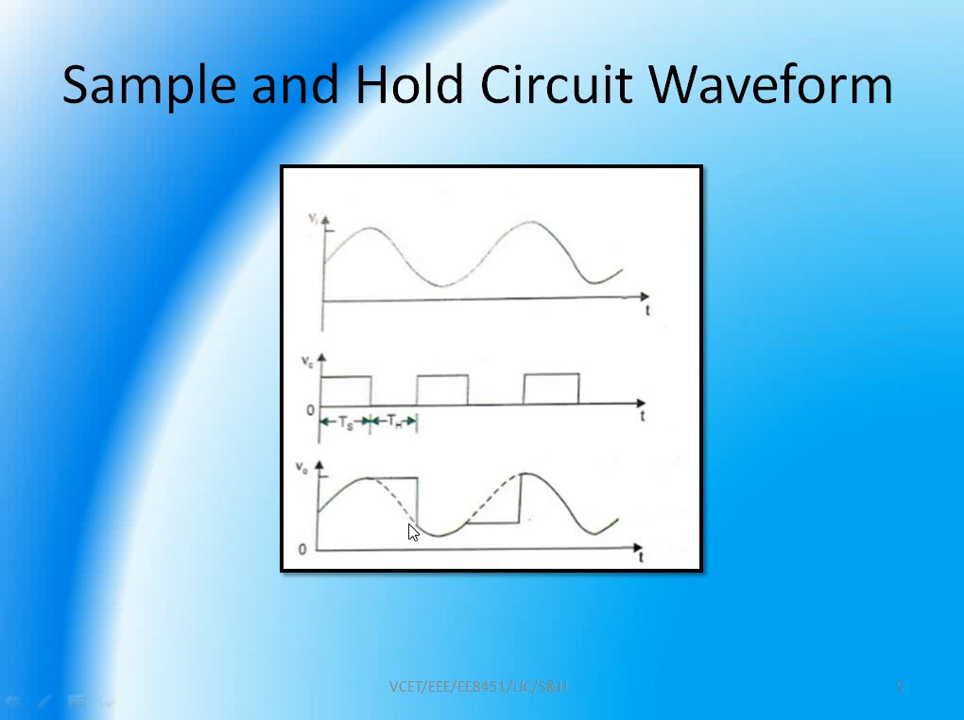 Sample and Hold Circuit Waveform
Vi
t
Vc
0
TS
TH
t
Vo
0
t
VCET/EEE/EE8451/LIC/S&H
5